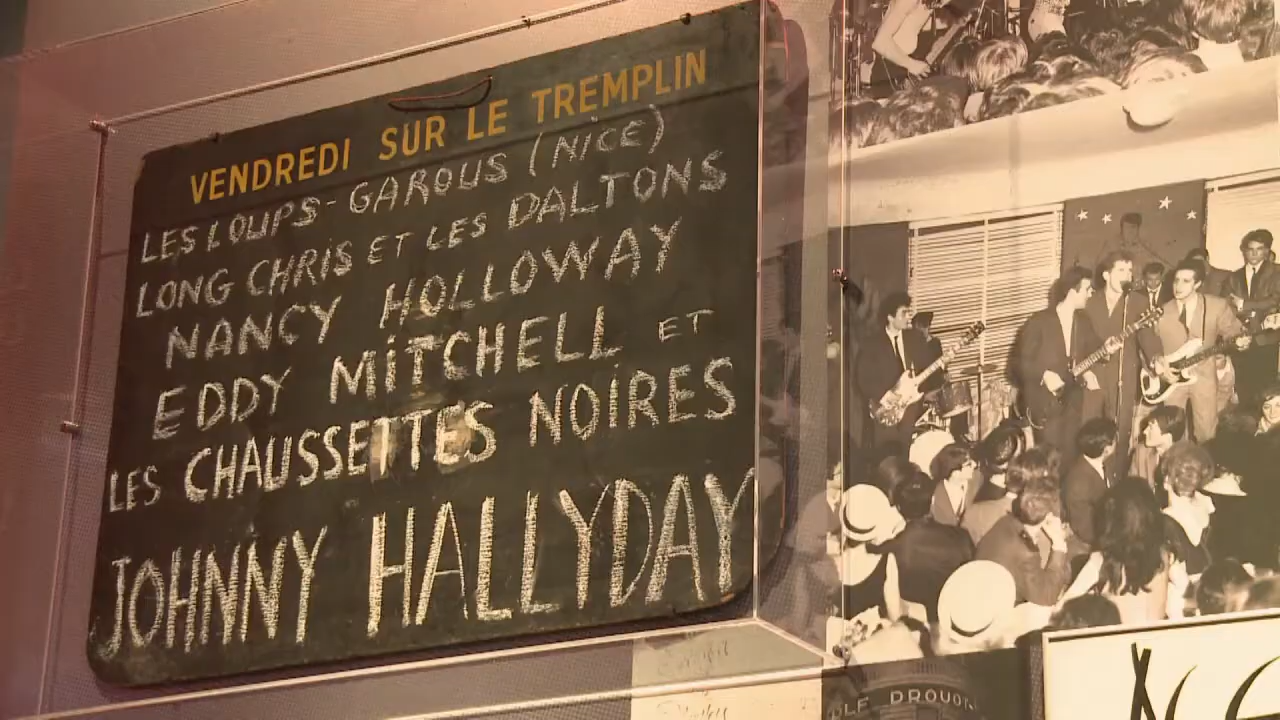 VENDREDI SUR LE TREMPLIN
LES LOUPS-GAROUS (NiCE)
LONG CHRiS ET LES DALTONS
NANCY HOLLOWAY
EDDY MiTCHELL ET
LES CHAUSSETTES NOiRES
JOHNNY HALLYDAY
DROUOT